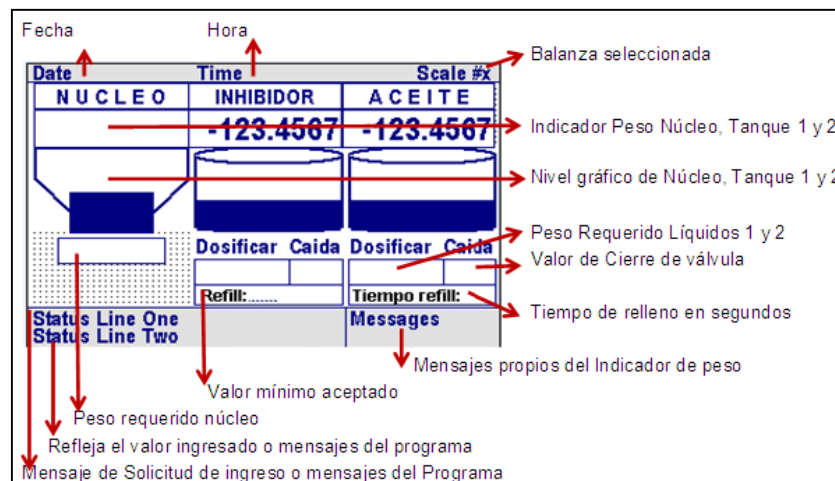 Fecha
Hora
Balanza seleccionada
Date Time Scale #x
NUCLEO INHIBIDOR ACEITE
-123.4567 -123.4567
Indicador Peso Núcleo, Tanque 1 y 2
Nivel gráfico de Núcleo, Tanque 1 y 2
Peso Requerido Líquidos 1 y 2
Dosificar Caida Dosificar Caida
Valor de Cierre de válvula
Refill:....... Tiempo refill:
Tiempo de relleno en segundos
Status Line One Messages
Status Line Two
Mensajes propios del Indicador de peso
Valor mínimo aceptado
Peso requerido núcleo
Refleja el valor ingresado o mensajes del programa
Mensaje de Solicitud de ingreso o mensajes del Programa